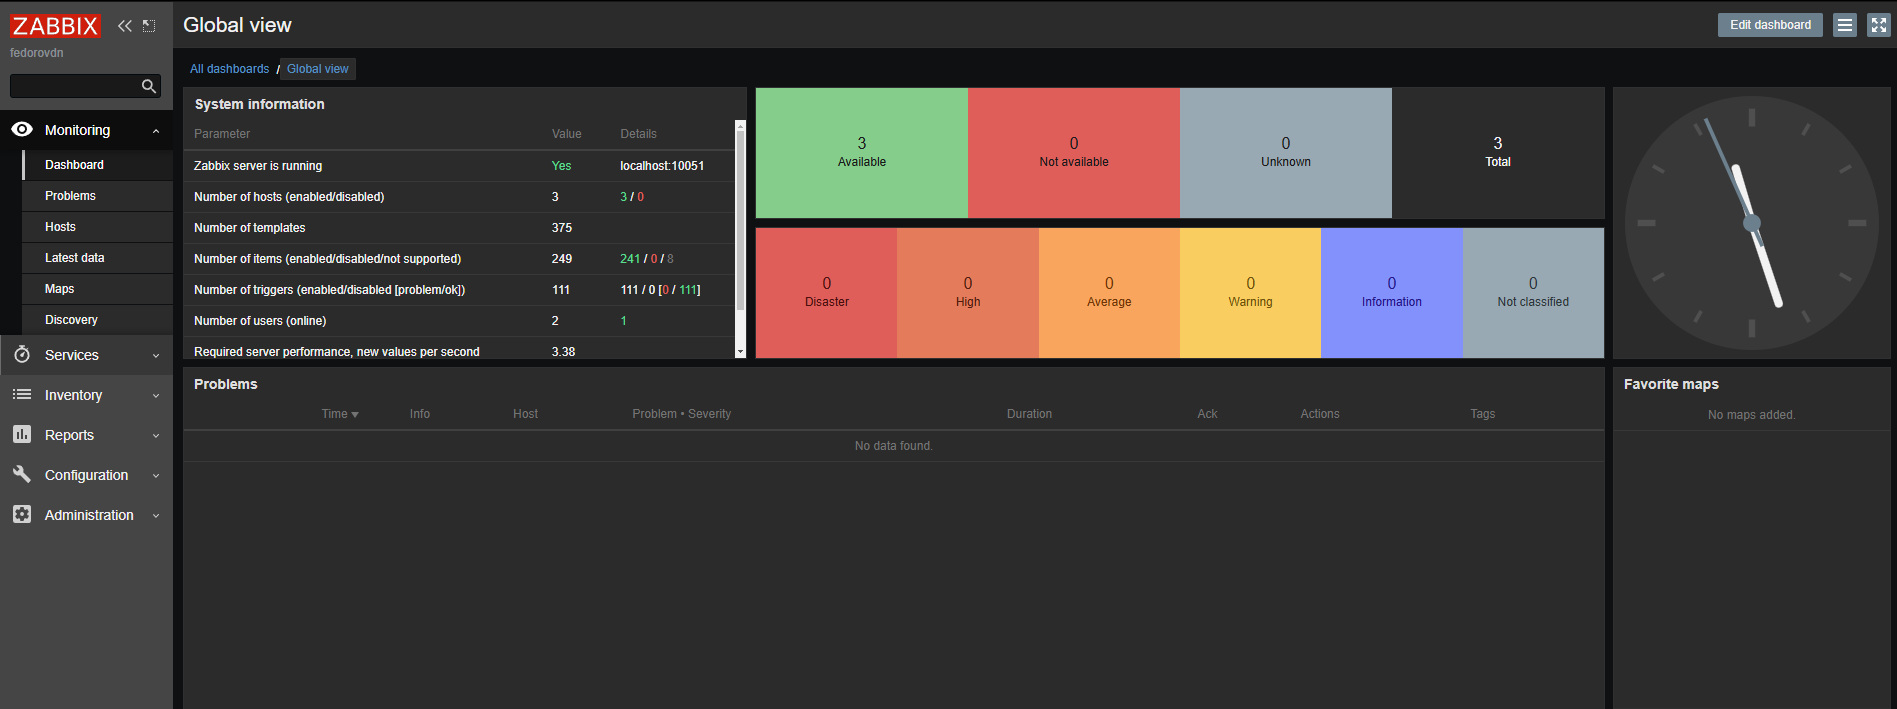 ZABBIX
fedorovdn
Monitoring
Dashboard
Problems
Hosts
Latest data
Maps
Discovery
Services
Inventory
Reports
Configuration
Administration
Global view
Edit dashboard
All dashboards / Global view
System information
Parameter Value Details
Zabbix server is running Yes localhost:10051
Number of hosts (enabled/disabled) 3 3 / 0
Number of templates 375
Number of items (enabled/disabled/not supported) 249 241 / 0 / 8
Number of triggers (enabled/disabled [problem/ok]) 111 111 / 0 [0 / 111]
Number of users (online) 2 1
Required server performance, new values per second 3.38
3 0 0 3
Available Not available Unknown Total
0 0 0 0 0 0
Disaster High Average Warning Information Not classified
Problems
Time Info Host Problem • Severity Duration Ack Actions Tags
No data found.
Favorite maps
No maps added.